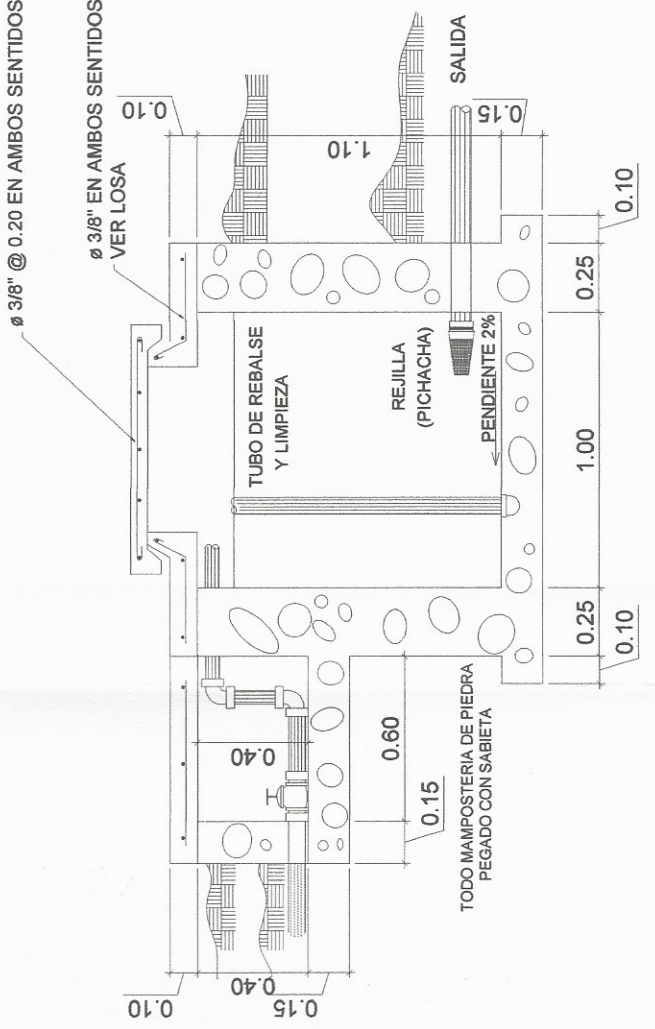 ø 3/8" @ 0.20 EN AMBOS SENTIDOS
ø 3/8" EN AMBOS SENTIDOS
VER LOSA
0.10
1.10
0.15
SALIDA
TUBO DE REBALSE
Y LIMPIEZA
REJILLA
(PICHACHA)
PENDIENTE 2%
0.10
0.25
1.00
0.25
0.10
0.40
0.60
0.15
TODO MAMPOSTERIA DE PIEDRA
PEGADO CON SABIETA
0.10
0.40
0.15